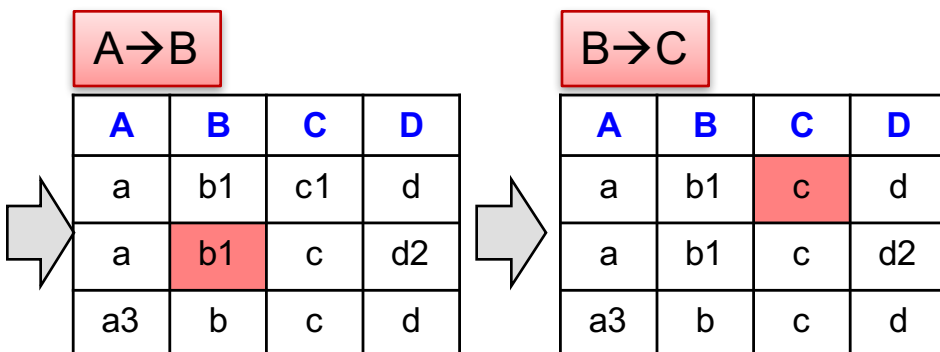 A→B
A B C D
a b1 c1 d
a b1 c d2
a3 b c d
B→C
A B C D
a b1 c d
a b1 c d2
a3 b c d